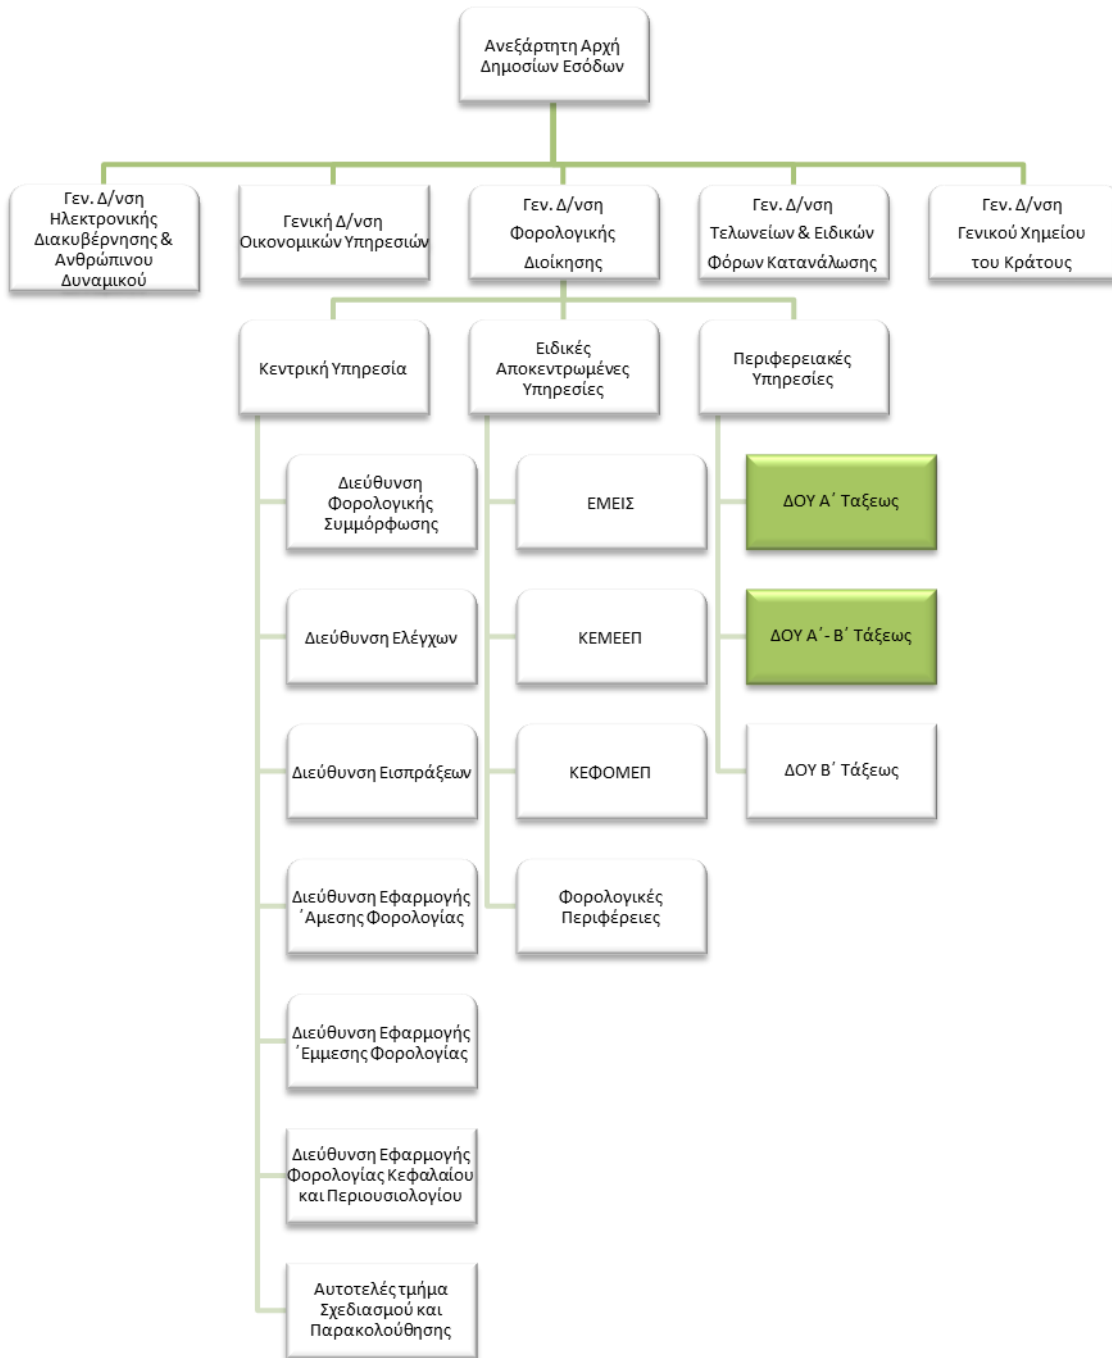 Ανεξάρτητη Αρχή
Δημοσίων Εσόδων
Γεν. Δ/νση
Ηλεκτρονικής
Διακυβέρνησης &
Ανθρώπινου
Δυναμικού
Γενική Δ/νση
Οικονομικών Υπηρεσιών
Γεν. Δ/νση
Φορολογικής
Διοίκησης
Γεν. Δ/νση
Τελωνείων & Ειδικών
Φόρων Κατανάλωσης
Γεν. Δ/νση
Γενικού Χημείου
του Κράτους
Κεντρική Υπηρεσία
Ειδικές
Αποκεντρωμένες
Υπηρεσίες
Περιφερειακές
Υπηρεσίες
Διεύθυνση
Φορολογικής
Συμμόρφωσης
Διεύθυνση Ελέγχων
Διεύθυνση Εισπράξεων
Διεύθυνση Εφαρμογής
΄Αμεσης Φορολογίας
Διεύθυνση Εφαρμογής
΄Εμμεσης Φορολογίας
Διεύθυνση Εφαρμογής
Φορολογίας Κεφαλαίου
και Περιουσιολογίου
Αυτοτελές τμήμα
Σχεδιασμού και
Παρακολούθησης
ΕΜΕΙΣ
ΚΕΜΕΕΠ
ΚΕΦΟΜΕΠ
Φορολογικές
Περιφέρειες
ΔΟΥ Α΄ Ταξεως
ΔΟΥ Α΄- Β΄ Τάξεως
ΔΟΥ Β΄ Τάξεως